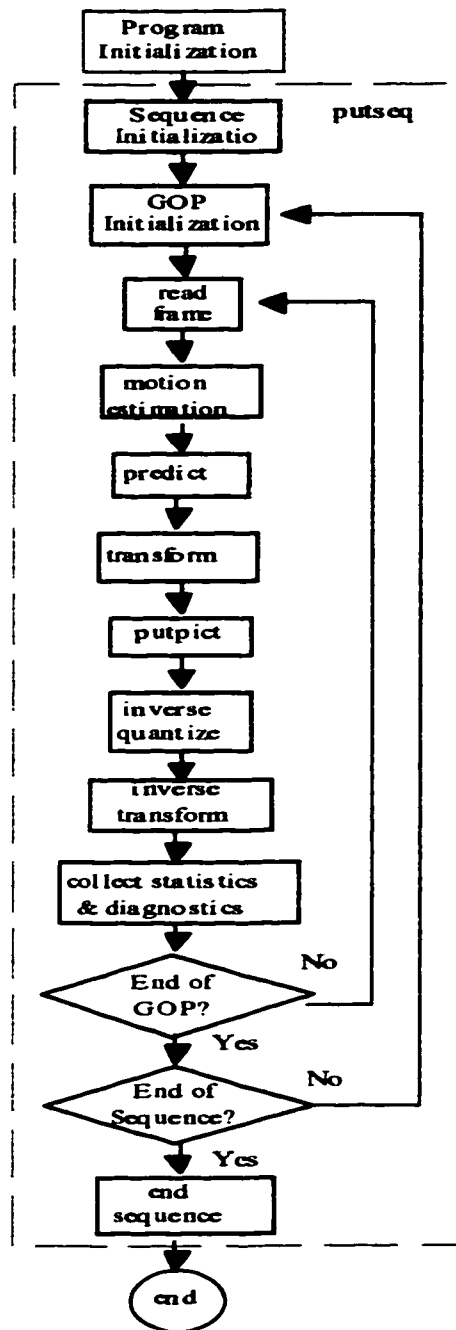 Program
Initialization
putseq
Sequence
Initializatio
GOP
Initialization
read
frame
motion
estimation
predict
transform
putpict
inverse
quantize
inverse
transform
collect statistics
& diagnostics
No
End of
GOP?
Yes
No
End of
Sequence?
Yes
end
sequence
end